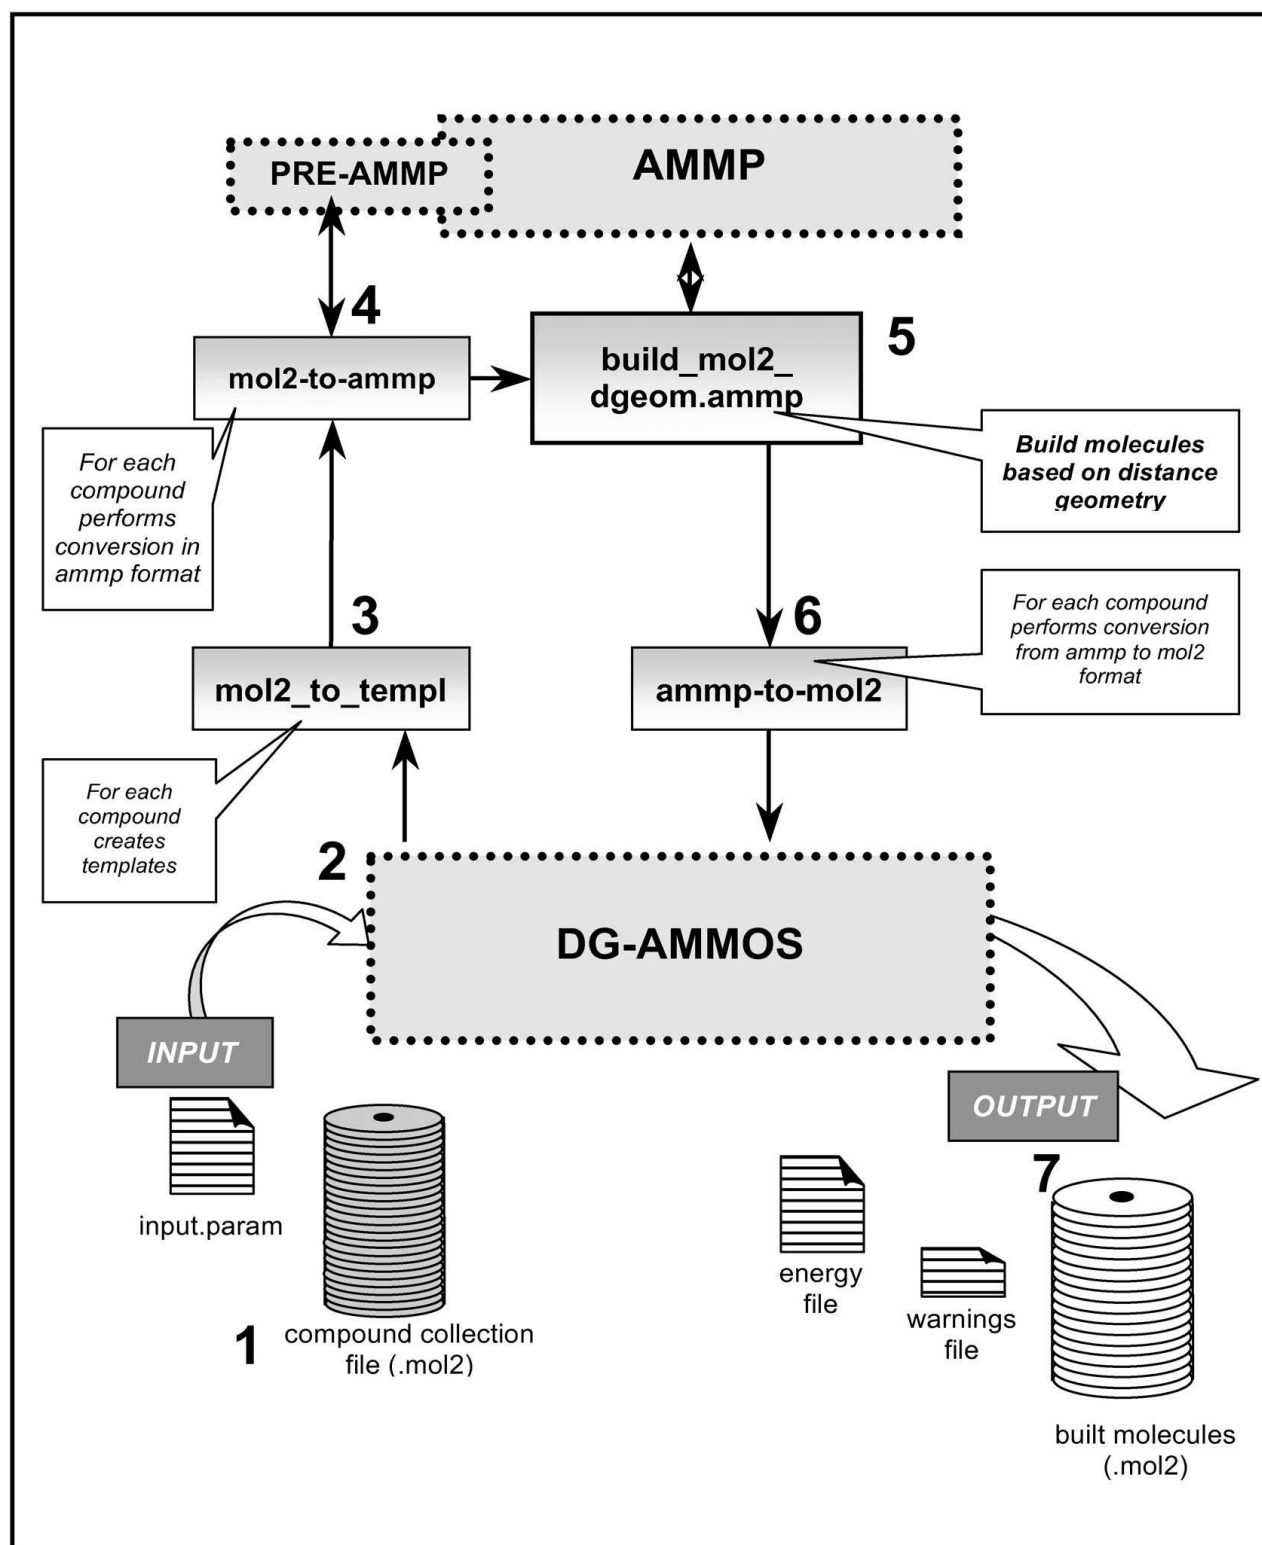 AMMP
PRE-AMMP
4
5
mol2-to-ammp
build_mol2_
dgeom.ammp
For each
compound
performs
conversion in
ammp format
Build molecules
based on distance
geometry
3
6
For each compound
performs conversion
from ammp to mol2
format
mol2_to_templ
ammp-to-mol2
For each
compound
creates
templates
2
DG-AMMOS
INPUT
OUTPUT
input.param
7
energy
file
warnings
file
1
compound collection
file (.mol2)
built molecules
(.mol2)